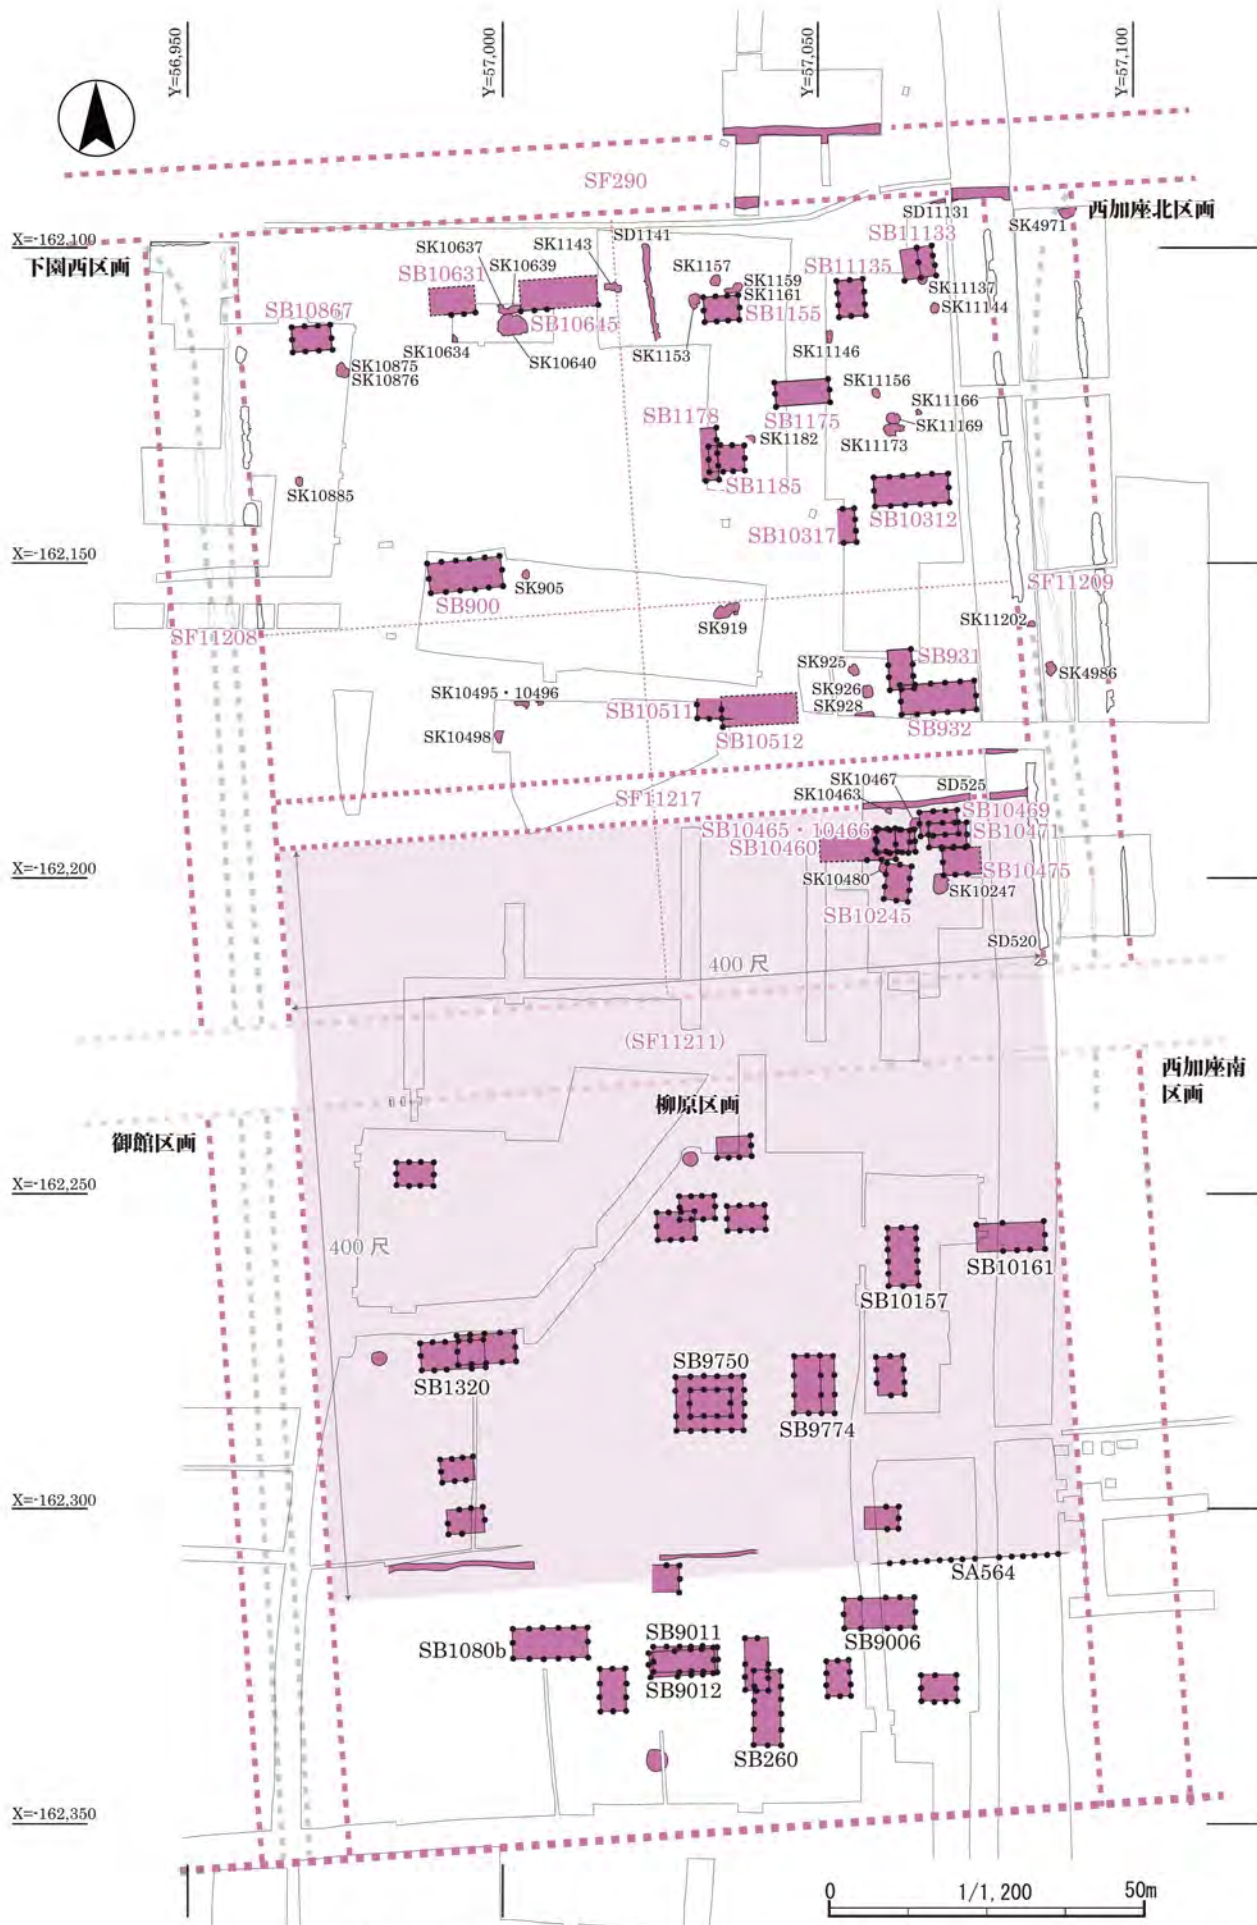 Y=56,950
Y=57,000
Y=57,050
Y=57,100
SF290
西加座北区画
SD11131
SK4971
X=-162,100
下園西区画
SK10637
SK1143
SD1141
SB11133
SB10631
SK10639
SK1157
SK1159
SK1161
SB11135
SK11137
SK11144
SB10867
SB10645
SB1155
SK10634
SK10640
SK1153
SK11146
SK10875
SK10876
SK11156
SK11166
SK11169
SB1178
SB1175
SK1182
SK11173
SB1185
SK10885
SB10312
SB10317
X=-162,150
SK905
SB900
SF11209
SF11208
SK919
SK11202
SK925
SB931
SK4986
SK926
SK928
SK10495・10496
SB10511
SB932
SK10498
SB10512
SK10467
SD525
SK10463
SF11217
SB10469
SB10465・10466
SB10471
SB10460
SB10475
X=-162,200
SK10480
SK10247
SB10245
SD520
400尺
(SF11211)
西加座南
区画
柳原区画
御館区画
X=-162,250
400尺
SB10161
SB10157
SB9750
SB1320
SB9774
X=-162,300
SA564
SB9011
SB9006
SB1080b
SB9012
SB260
X=-162,350
0
1/1,200
50m